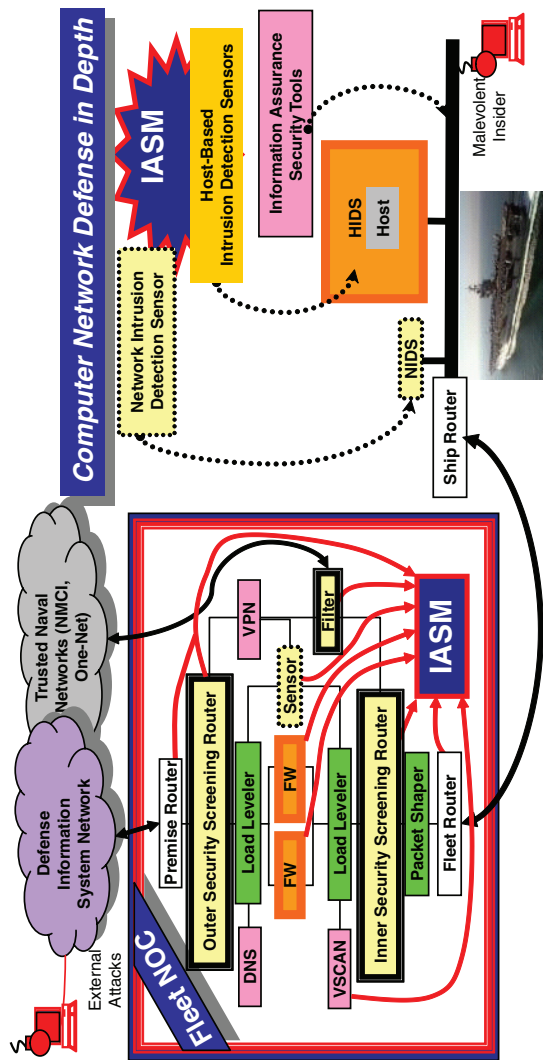 Computer Network Defense in Depth
External
Attacks
Defense
Information
System Network
Trusted Naval
Networks (NMCI,
One-Net)
Fleet NOC
Premise Router
Outer Security Screening Router
DNS
Load Leveler
VPN
FW
FW
Sensor
Filter
VSCAN
Load Leveler
Inner Security Screening Router
Packet Shaper
Fleet Router
IASM
Network Intrusion
Detection Sensor
IASM
Host-Based
Intrusion Detection Sensors
Information Assurance
Security Tools
NIDS
HIDS
Host
Ship Router
Malevolent
Insider